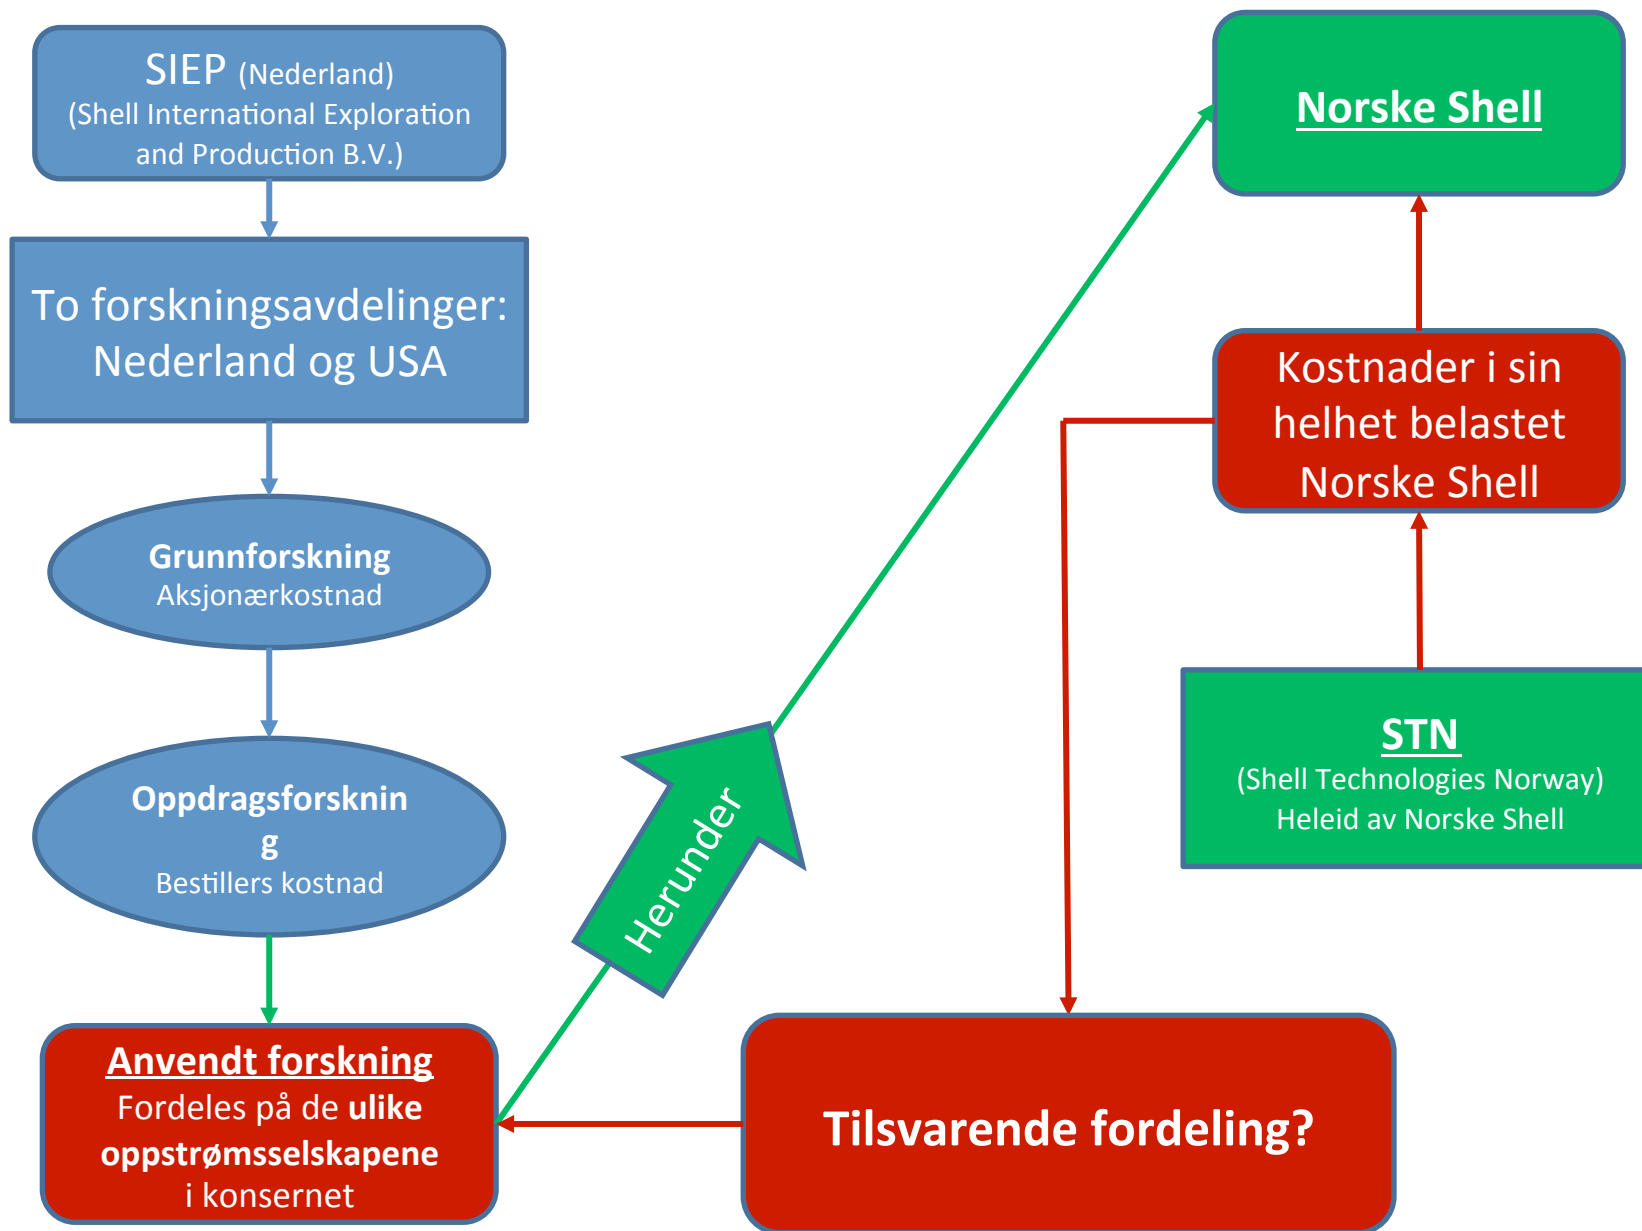 SIEP (Nederland)
(Shell International Exploration
and Production B.V.)
To forskningsavdelinger:
Nederland og USA
Grunnforskning
Aksjonærkostnad
Oppdragsforsknin
g
Bestillers kostnad
Anvendt forskning
Fordeles på de ulike
oppstrømsselskapene
i konsernet
Herunder
Norske Shell
Kostnader i sin
helhet belastet
Norske Shell
STN
(Shell Technologies Norway)
Heleid av Norske Shell
Tilsvarende fordeling?